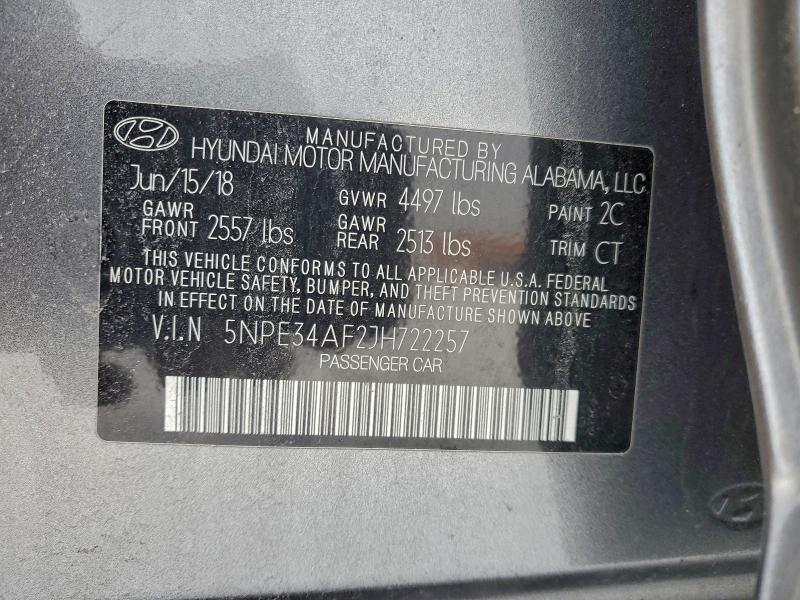 MANUFACTURED BY
HYUNDAI MOTOR MANUFACTURING ALABAMA, LLC
Jun/15/18 GVWR 4497 lbs PAINT 2C
GAWR FRONT 2557 lbs GAWR REAR 2513 lbs TRIM CT
THIS VEHICLE CONFORMS TO ALL APPLICABLE U.S.A. FEDERAL
MOTOR VEHICLE SAFETY, BUMPER, AND THEFT PREVENTION STANDARDS
IN EFFECT ON THE DATE OF MANUFACTURE SHOWN ABOVE
V.I.N 5NPE34AF2JH722257
PASSENGER CAR